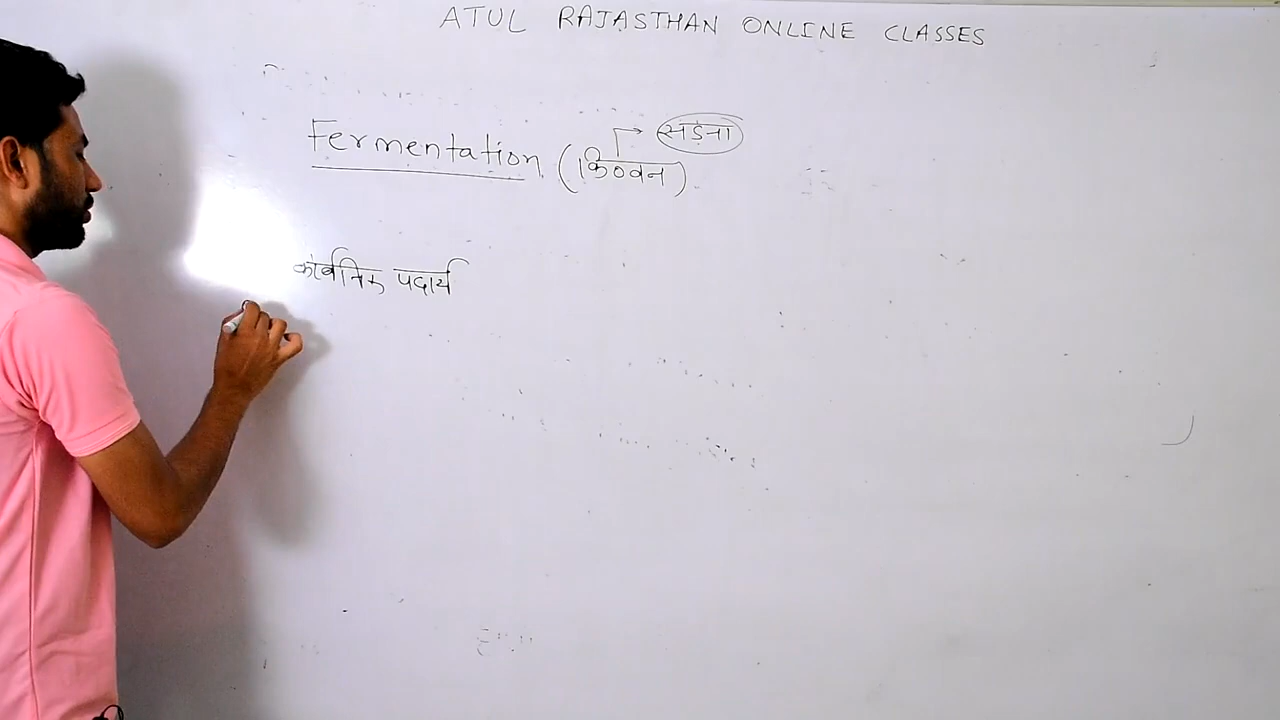 ATUL RAJASTHAN ONLINE CLASSES
सड़ना
Fermentation (किण्वन)
कार्बनिक पदार्थ